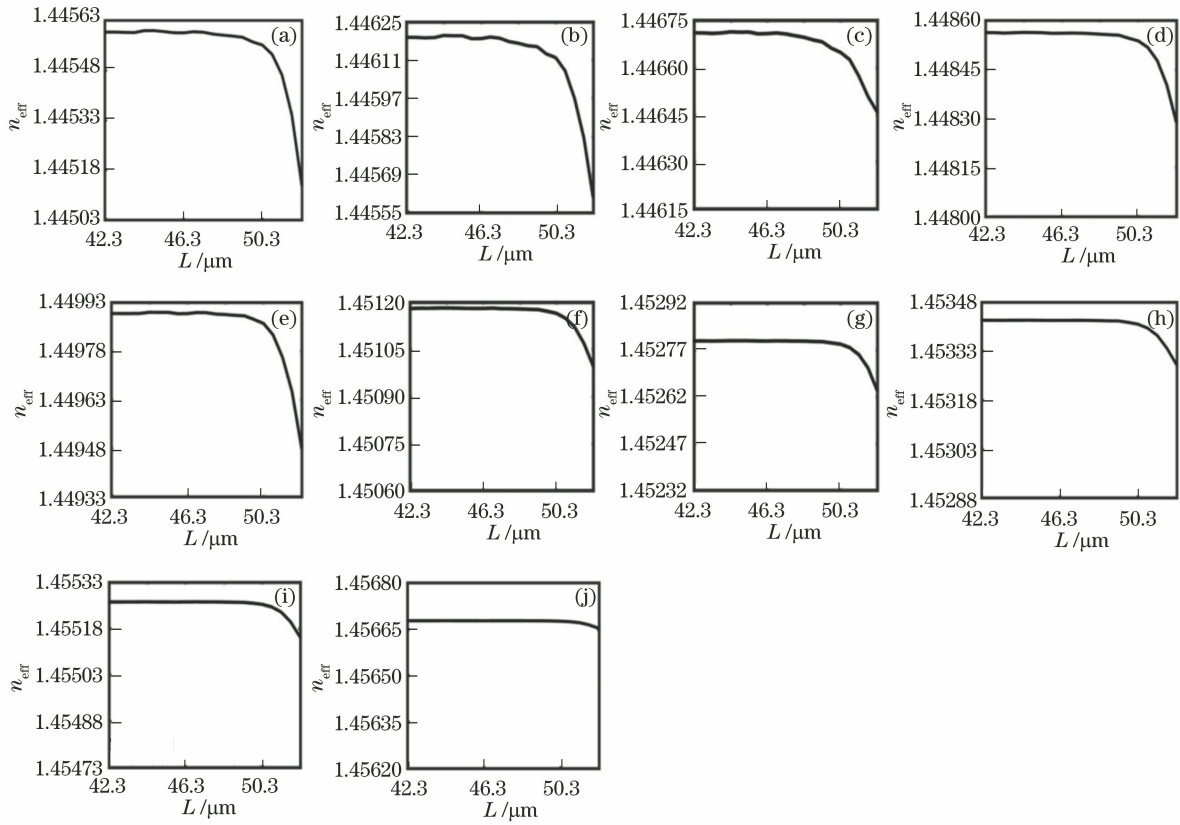 1.44563
1.44548
1.44533
1.44518
1.44503
n_eff
42.3 46.3 50.3
L /μm
(a)
1.44625
1.44611
1.44597
1.44583
1.44569
1.44555
n_eff
42.3 46.3 50.3
L /μm
(b)
1.44675
1.44660
1.44645
1.44630
1.44615
n_eff
42.3 46.3 50.3
L /μm
(c)
1.44860
1.44845
1.44830
1.44815
1.44800
n_eff
42.3 46.3 50.3
L /μm
(d)
1.44993
1.44978
1.44963
1.44948
1.44933
n_eff
42.3 46.3 50.3
L /μm
(e)
1.45120
1.45105
1.45090
1.45075
1.45060
n_eff
42.3 46.3 50.3
L /μm
(f)
1.45292
1.45277
1.45262
1.45247
1.45232
n_eff
42.3 46.3 50.3
L /μm
(g)
1.45348
1.45333
1.45318
1.45303
1.45288
n_eff
42.3 46.3 50.3
L /μm
(h)
1.45533
1.45518
1.45503
1.45488
1.45473
n_eff
42.3 46.3 50.3
L /μm
(i)
1.45680
1.45665
1.45650
1.45635
1.45620
n_eff
42.3 46.3 50.3
L /μm
(j)